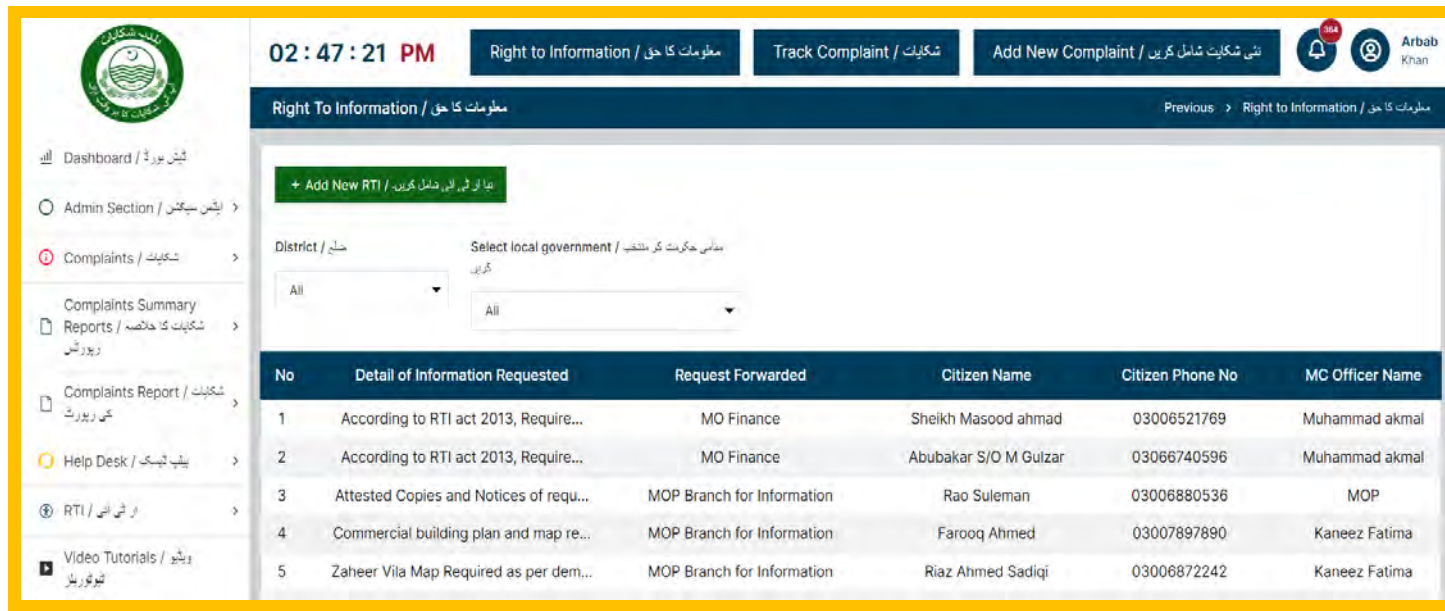 02 : 47 : 21 PM
Right to Information / معلومات کا حق
Track Complaint / شکایات
Add New Complaint / نئی شکایت شامل کریں
364
Arbab
Khan
Right To Information / معلومات کا حق
Previous > Right to Information / معلومات کا حق
Dashboard / ڈیش بورڈ
Admin Section / ایڈمن سیکشن
Complaints / شکایات
Complaints Summary
Reports / شکایات کا خلاصہ
رپورٹس
Complaints Report / شکایات
کی رپورٹ
Help Desk / ہیلپ ڈیسک
RTI / ار ٹی ائی
Video Tutorials / ویڈیو
ٹیوٹوریلز
+ Add New RTI / نیا ار ٹی ائی شامل کریں۔
District / ضلع
All
Select local government / مقامی حکومت کو منتخب
کریں
All
No Detail of Information Requested Request Forwarded Citizen Name Citizen Phone No MC Officer Name
1 According to RTI act 2013, Require... MO Finance Sheikh Masood ahmad 03006521769 Muhammad akmal
2 According to RTI act 2013, Require... MO Finance Abubakar S/O M Gulzar 03066740596 Muhammad akmal
3 Attested Copies and Notices of requ... MOP Branch for Information Rao Suleman 03006880536 MOP
4 Commercial building plan and map re... MOP Branch for Information Farooq Ahmed 03007897890 Kaneez Fatima
5 Zaheer Vila Map Required as per dem... MOP Branch for Information Riaz Ahmed Sadiqi 03006872242 Kaneez Fatima